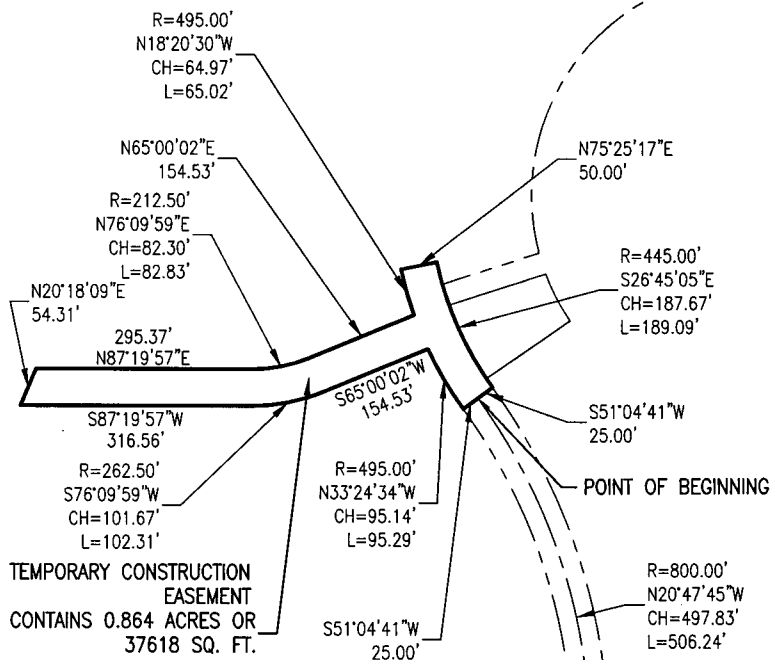 R=495.00'
N18°20'30"W
CH=64.97'
L=65.02'
N65°00'02"E
154.53'
N75°25'17"E
50.00'
R=212.50'
N76°09'59"E
CH=82.30'
L=82.83'
R=445.00'
S26°45'05"E
CH=187.67'
L=189.09'
N20°18'09"E
54.31'
295.37'
N87°19'57"E
S87°19'57"W
316.56'
S65°00'02"W
154.53'
S51°04'41"W
25.00'
R=262.50'
S76°09'59"W
CH=101.67'
L=102.31'
R=495.00'
N33°24'34"W
CH=95.14'
L=95.29'
POINT OF BEGINNING
TEMPORARY CONSTRUCTION
EASEMENT
CONTAINS 0.864 ACRES OR
37618 SQ. FT.
S51°04'41"W
25.00'
R=800.00'
N20°47'45"W
CH=497.83'
L=506.24'